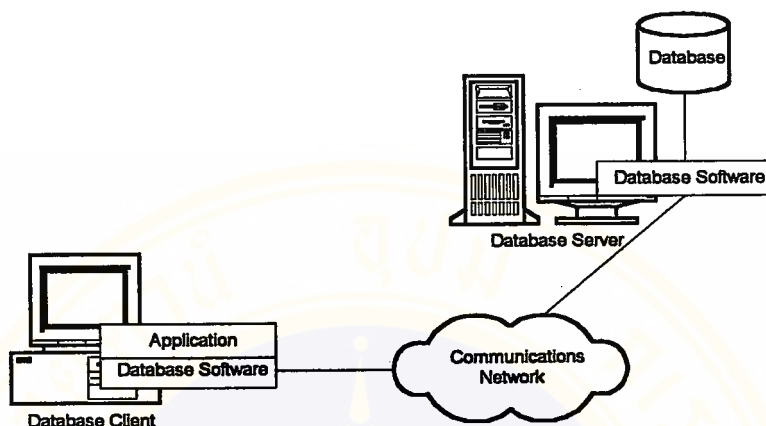 Database
Database Software
Database Server
Application
Database Software
Database Client
Communications
Network